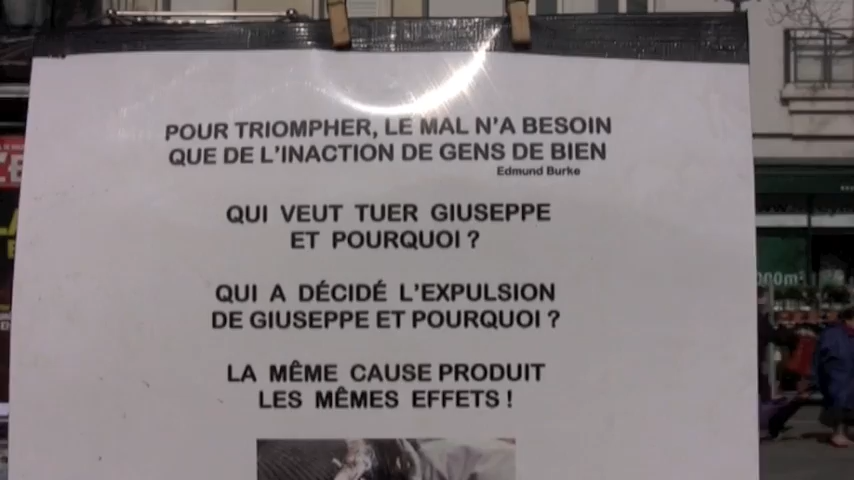 POUR TRIOMPHER, LE MAL N'A BESOIN
QUE DE L'INACTION DE GENS DE BIEN
Edmund Burke
QUI VEUT TUER GIUSEPPE
ET POURQUOI ?
QUI A DÉCIDÉ L'EXPULSION
DE GIUSEPPE ET POURQUOI ?
LA MÊME CAUSE PRODUIT
LES MÊMES EFFETS !